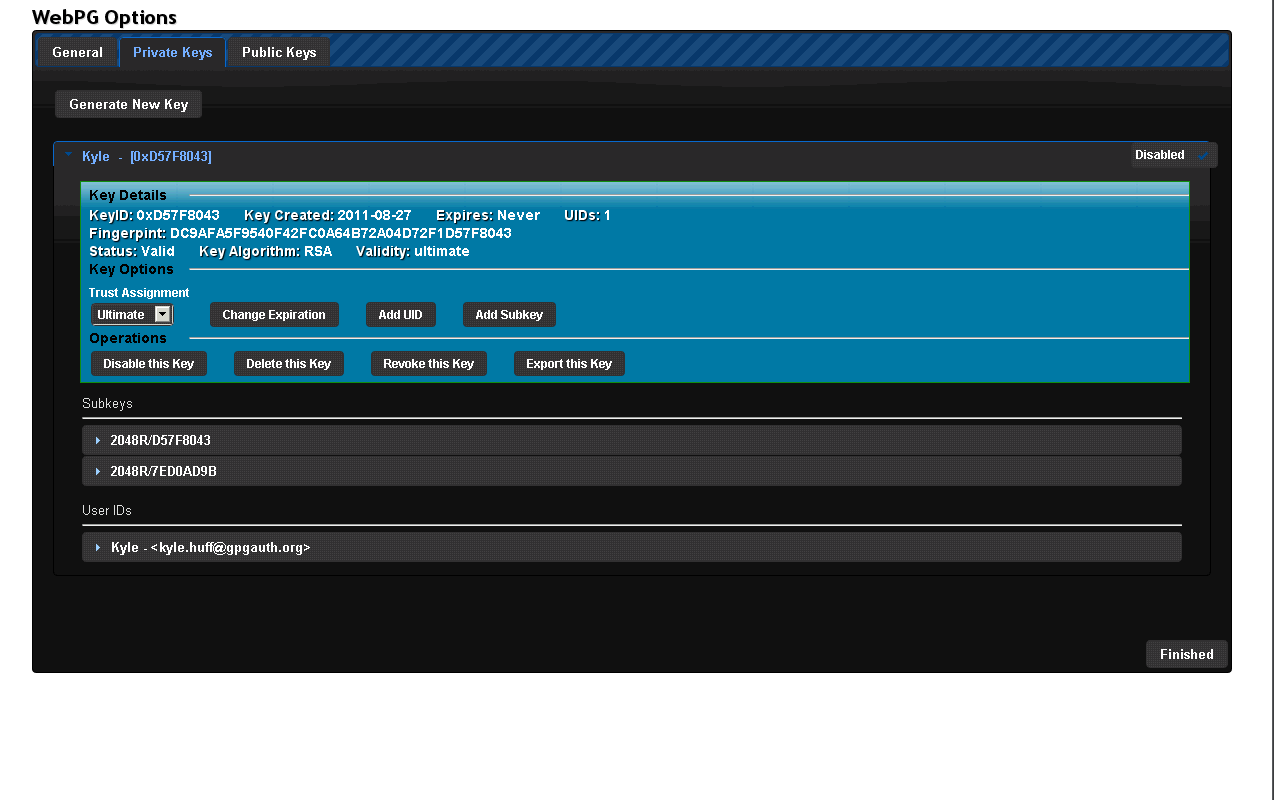 WebPG Options
General Private Keys Public Keys
Generate New Key
Kyle - [0xD57F8043] Disabled
Key Details
KeyID: 0xD57F8043 Key Created: 2011-08-27 Expires: Never UIDs: 1
Fingerpint: DC9AFA5F9540F42FC0A64B72A04D72F1D57F8043
Status: Valid Key Algorithm: RSA Validity: ultimate
Key Options
Trust Assignment
Ultimate Change Expiration Add UID Add Subkey
Operations
Disable this Key Delete this Key Revoke this Key Export this Key
Subkeys
2048R/D57F8043
2048R/7ED0AD9B
User IDs
Kyle - <kyle.huff@gpgauth.org>
Finished